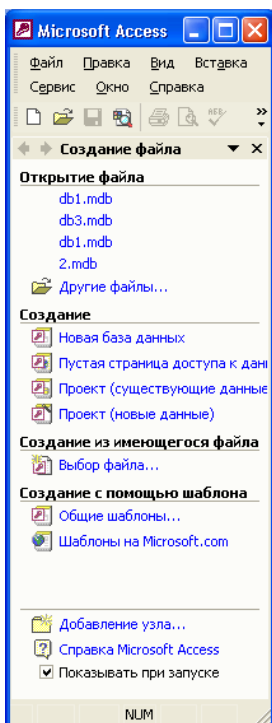 Microsoft Access
Файл Правка Вид Вставка
Сервис Окно Справка
Создание файла
Открытие файла
db1.mdb
db3.mdb
db1.mdb
2.mdb
Другие файлы...
Создание
Новая база данных
Пустая страница доступа к дан
Проект (существующие данные
Проект (новые данные)
Создание из имеющегося файла
Выбор файла...
Создание с помощью шаблона
Общие шаблоны...
Шаблоны на Microsoft.com
Добавление узла...
Справка Microsoft Access
Показывать при запуске
NUM